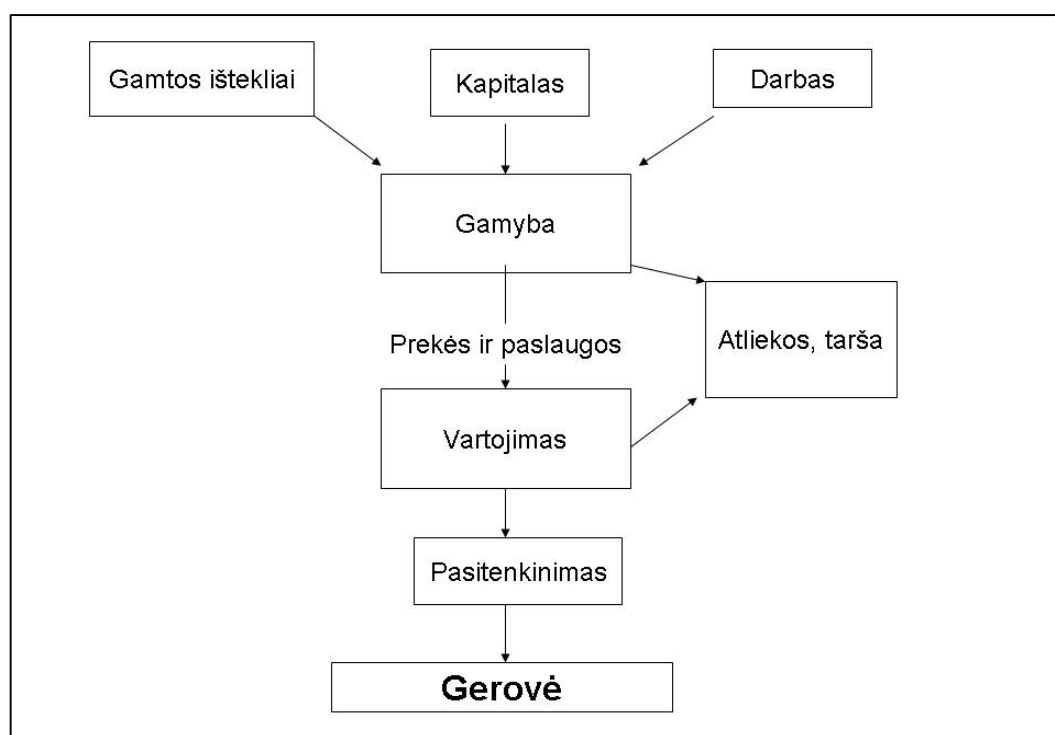 Gamtos ištekliai
Kapitalas
Darbas
Gamyba
Prekės ir paslaugos
Atliekos, tarša
Vartojimas
Pasitenkinimas
Gerovė